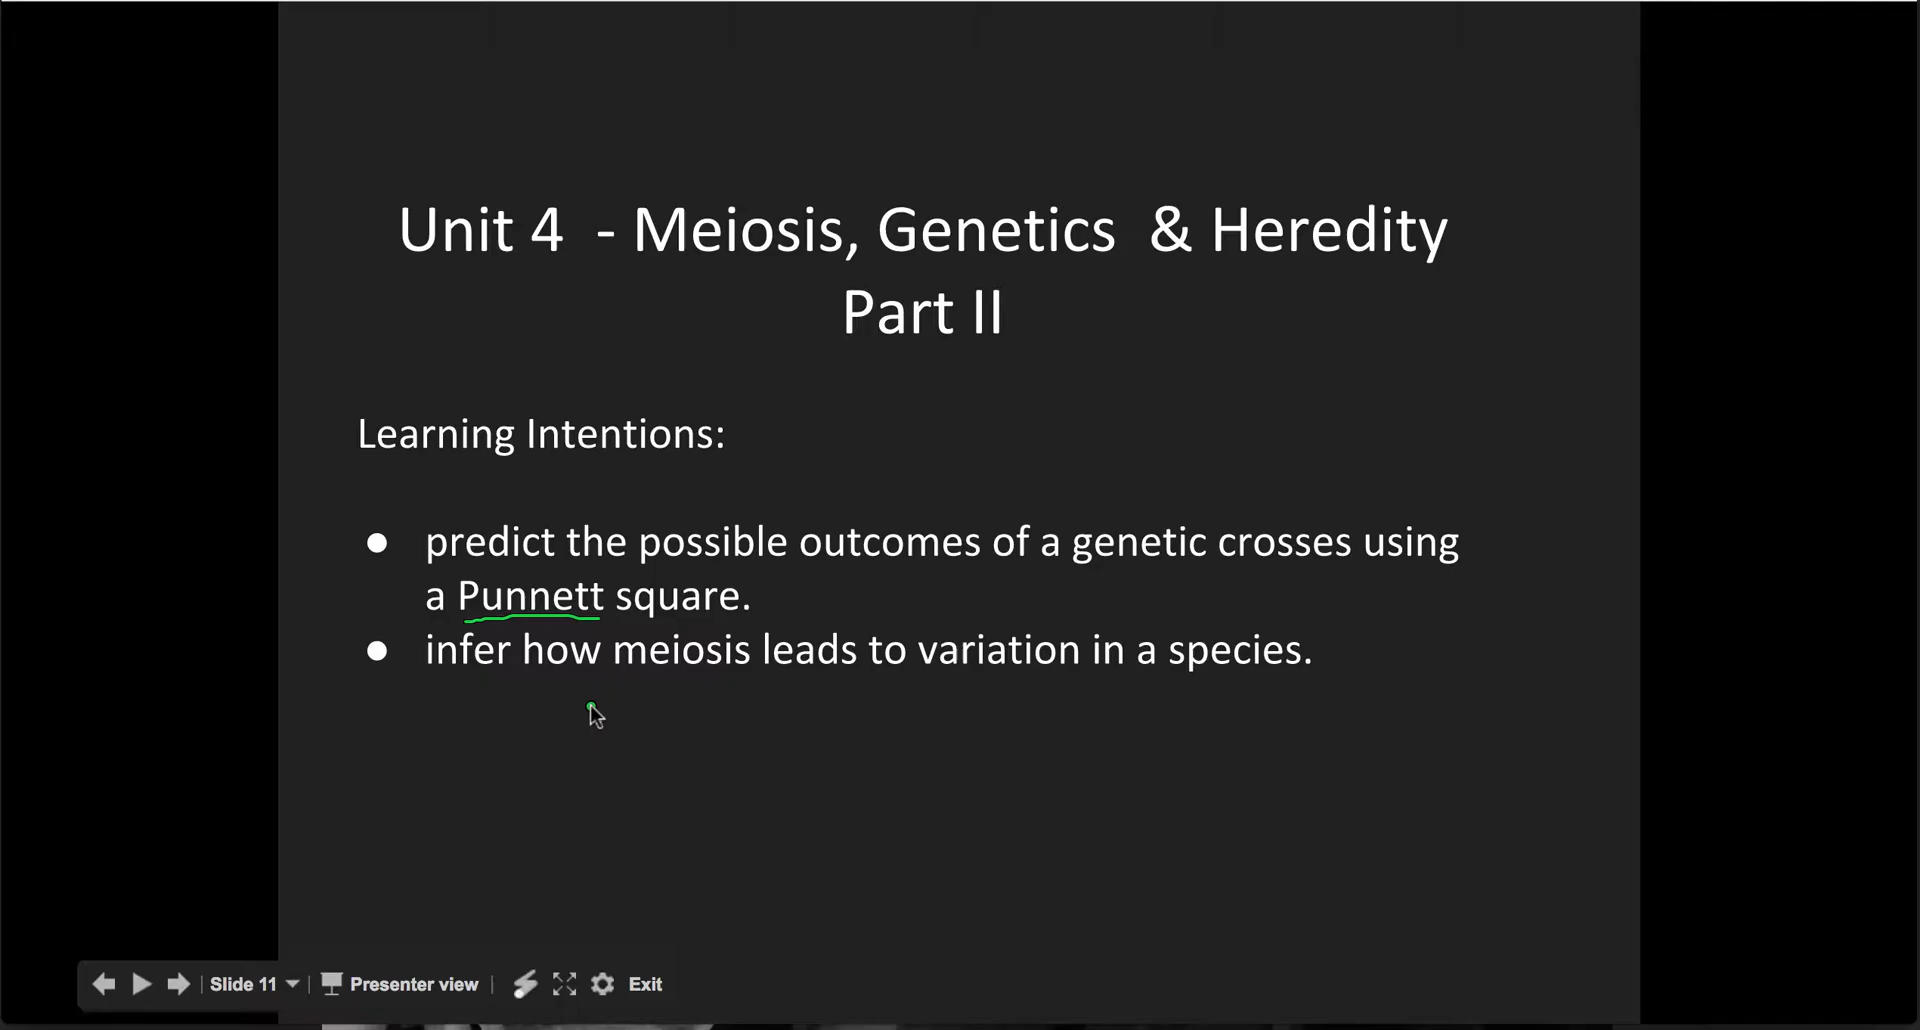 Unit 4  - Meiosis, Genetics  & Heredity
Part II
Learning Intentions:
● predict the possible outcomes of a genetic crosses using
a Punnett square.
● infer how meiosis leads to variation in a species.
Slide 11 Presenter view Exit